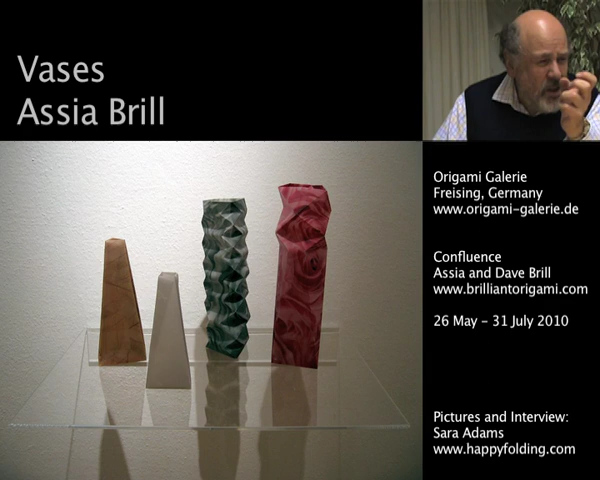 Vases
Assia Brill
Origami Galerie
Freising, Germany
www.origami-galerie.de
Confluence
Assia and Dave Brill
www.brilliantorigami.com
26 May – 31 July 2010
Pictures and Interview:
Sara Adams
www.happyfolding.com